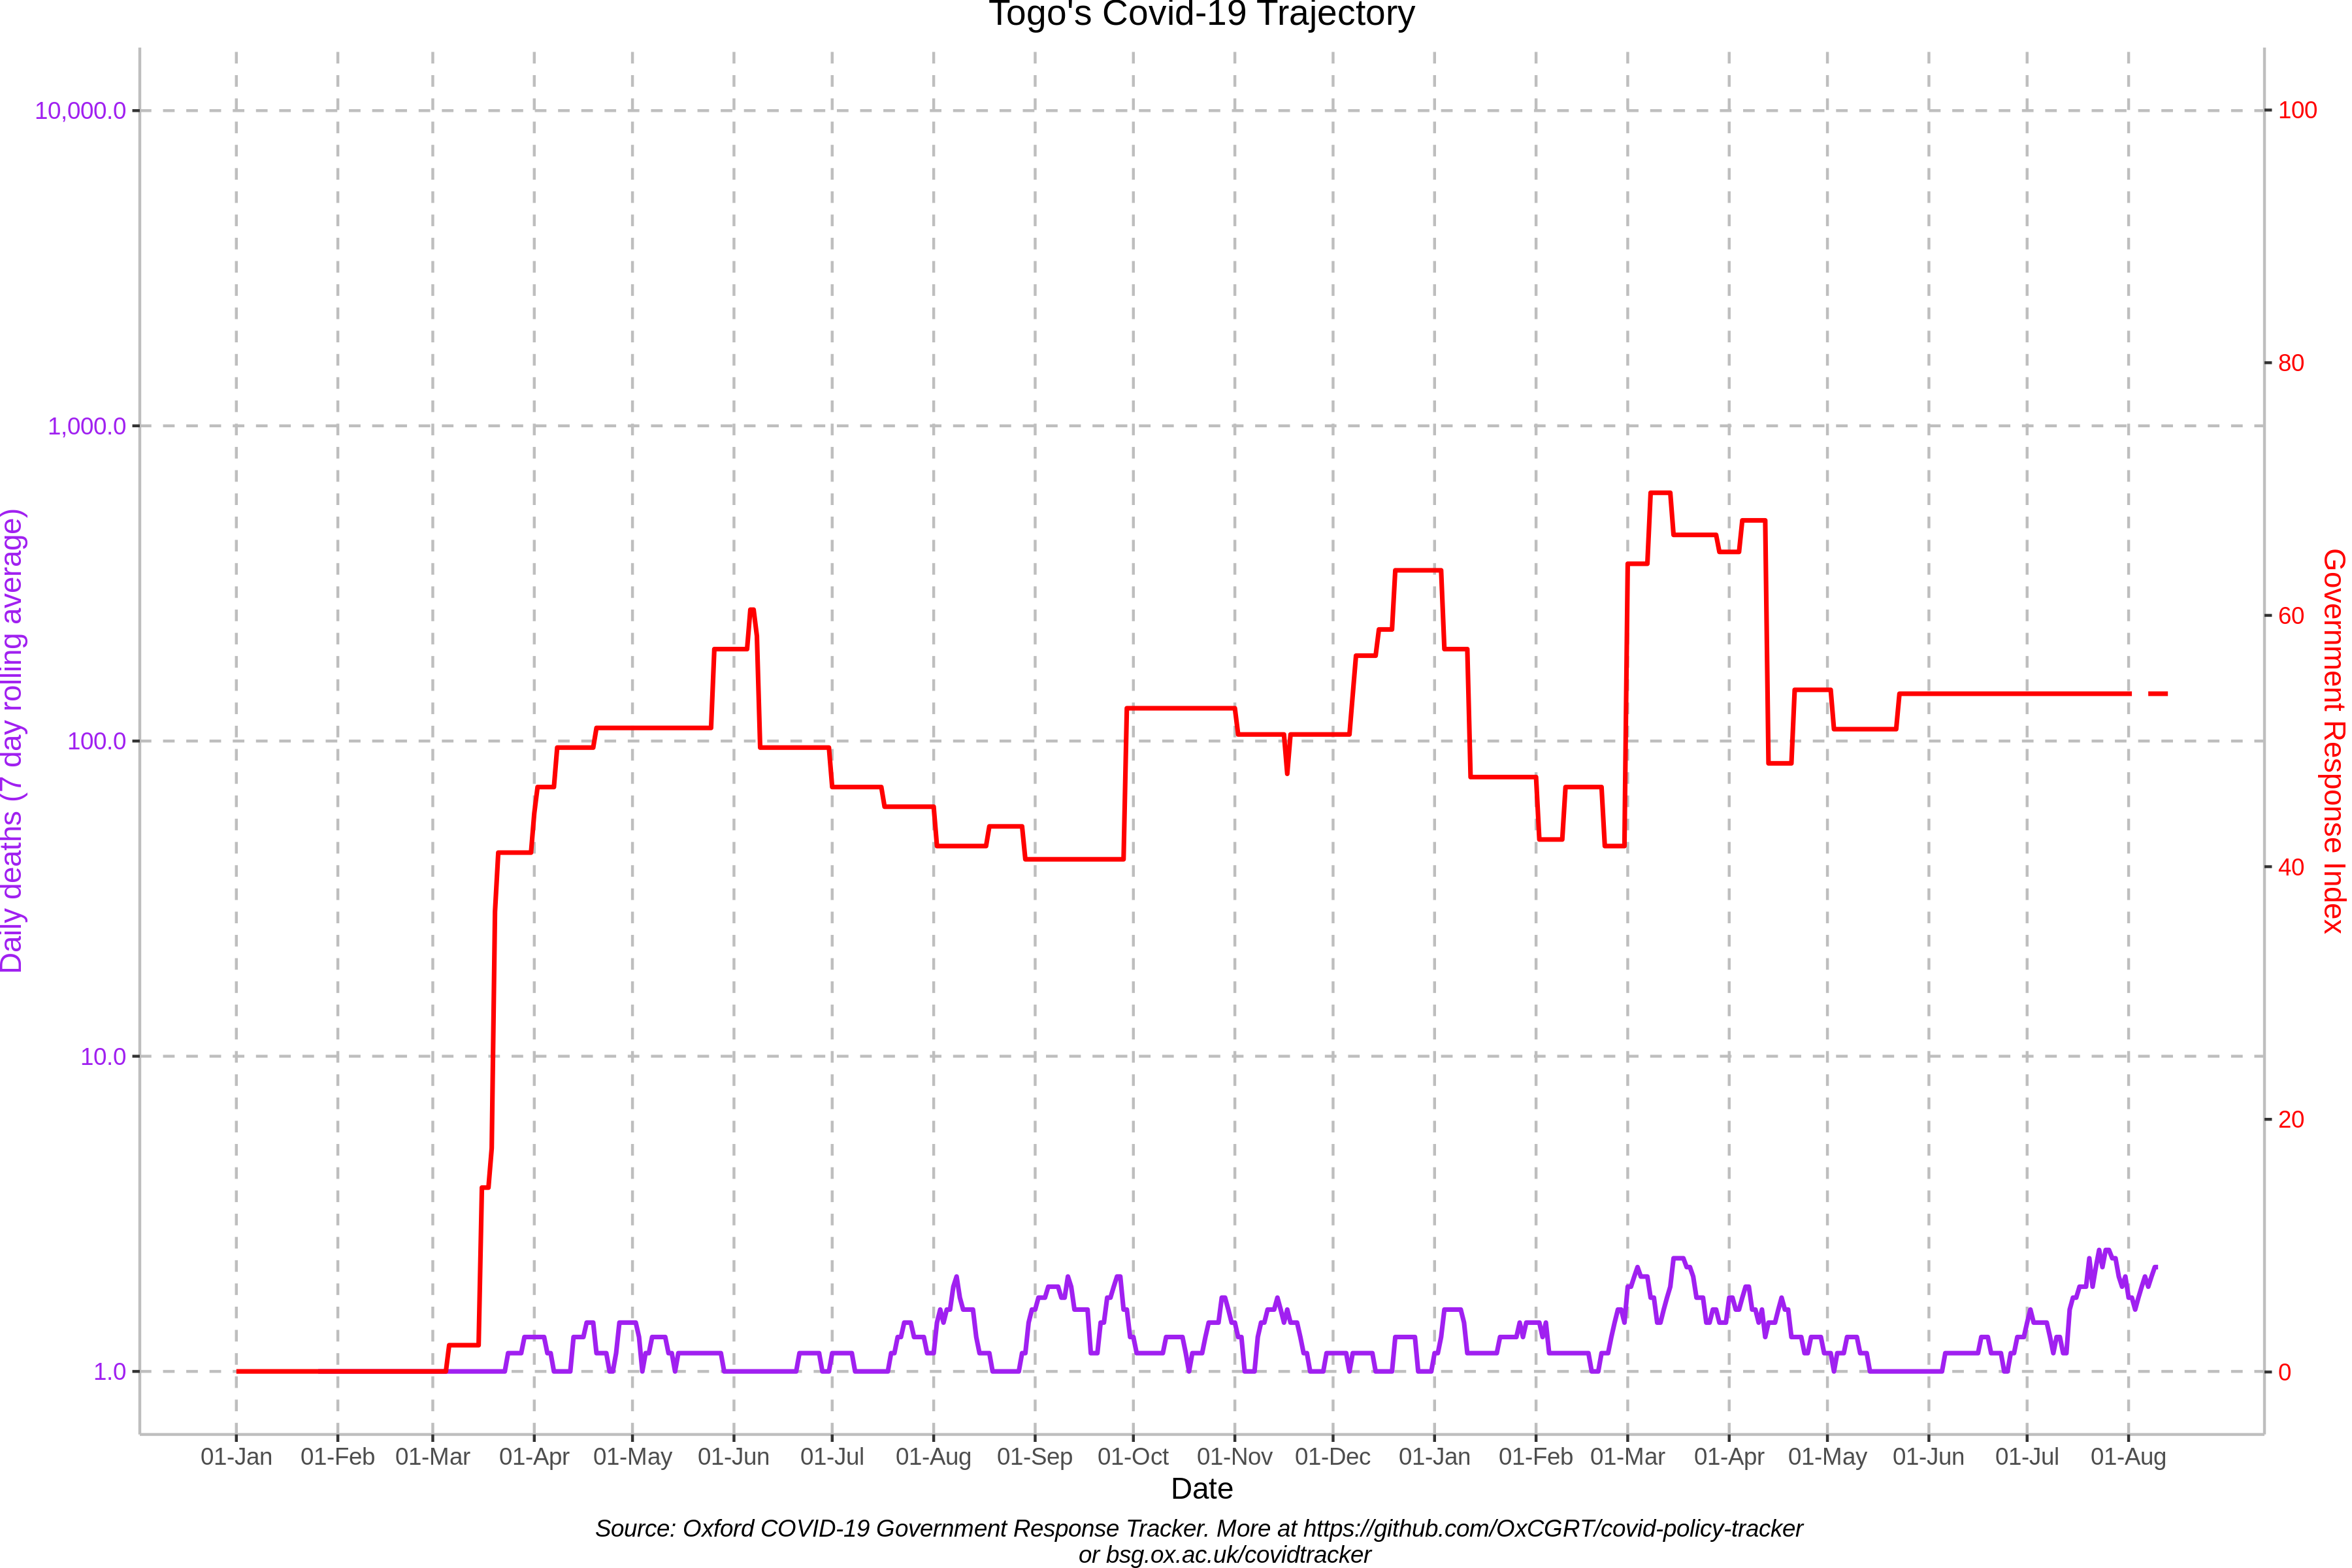 Togo's Covid-19 Trajectory
10,000.0
1,000.0
100.0
10.0
1.0
Daily deaths (7 day rolling average)
100
80
60
40
20
0
Government Response Index
01-Jan 01-Feb 01-Mar 01-Apr 01-May 01-Jun 01-Jul 01-Aug 01-Sep 01-Oct 01-Nov 01-Dec 01-Jan 01-Feb 01-Mar 01-Apr 01-May 01-Jun 01-Jul 01-Aug
Date
Source: Oxford COVID-19 Government Response Tracker. More at https://github.com/OxCGRT/covid-policy-tracker
or bsg.ox.ac.uk/covidtracker